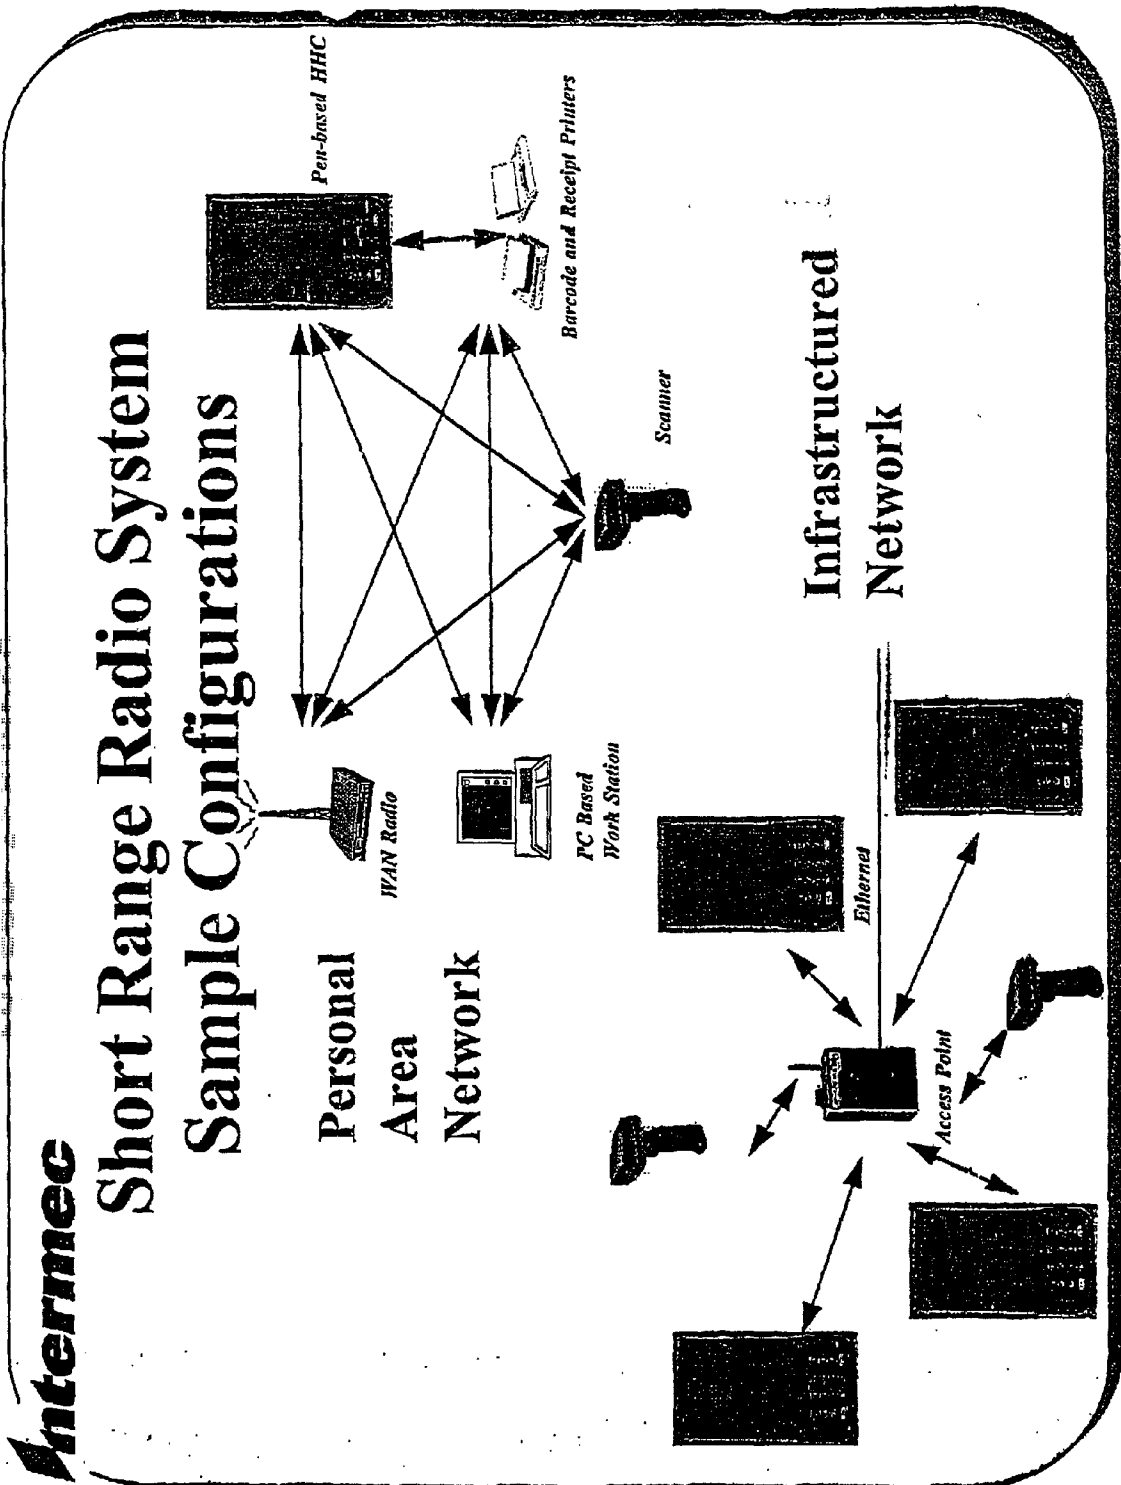 Intermec
Short Range Radio System
Sample Configurations
Personal
Area
Network
WAN Radio
Pen-based HHC
PC Based
Work Station
Barcode and Receipt Printers
Scanner
Infrastructured
Network
Ethernet
Access Point